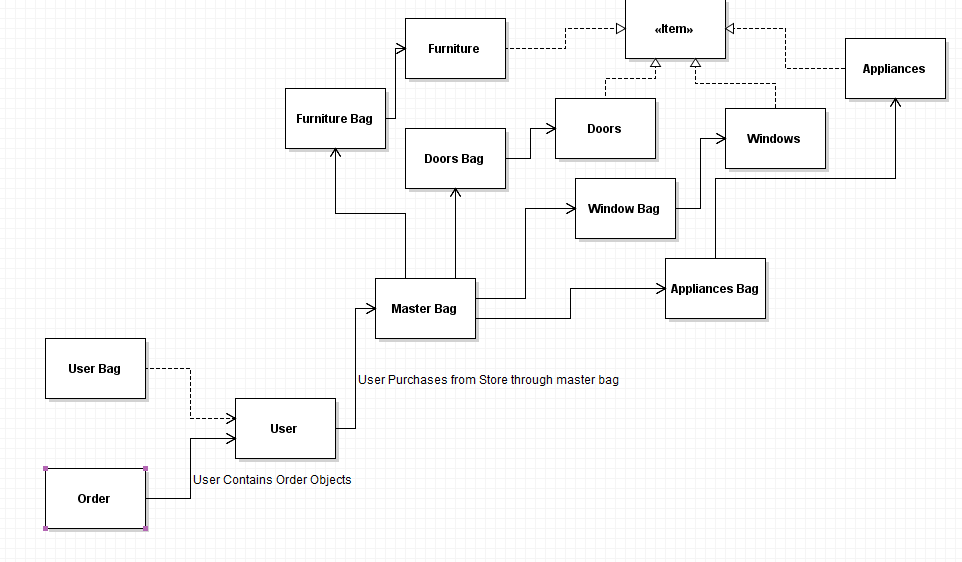 «Item»
Furniture
Appliances
Furniture Bag
Doors
Windows
Doors Bag
Window Bag
Appliances Bag
Master Bag
User Bag
User Purchases from Store through master bag
User
User Contains Order Objects
Order